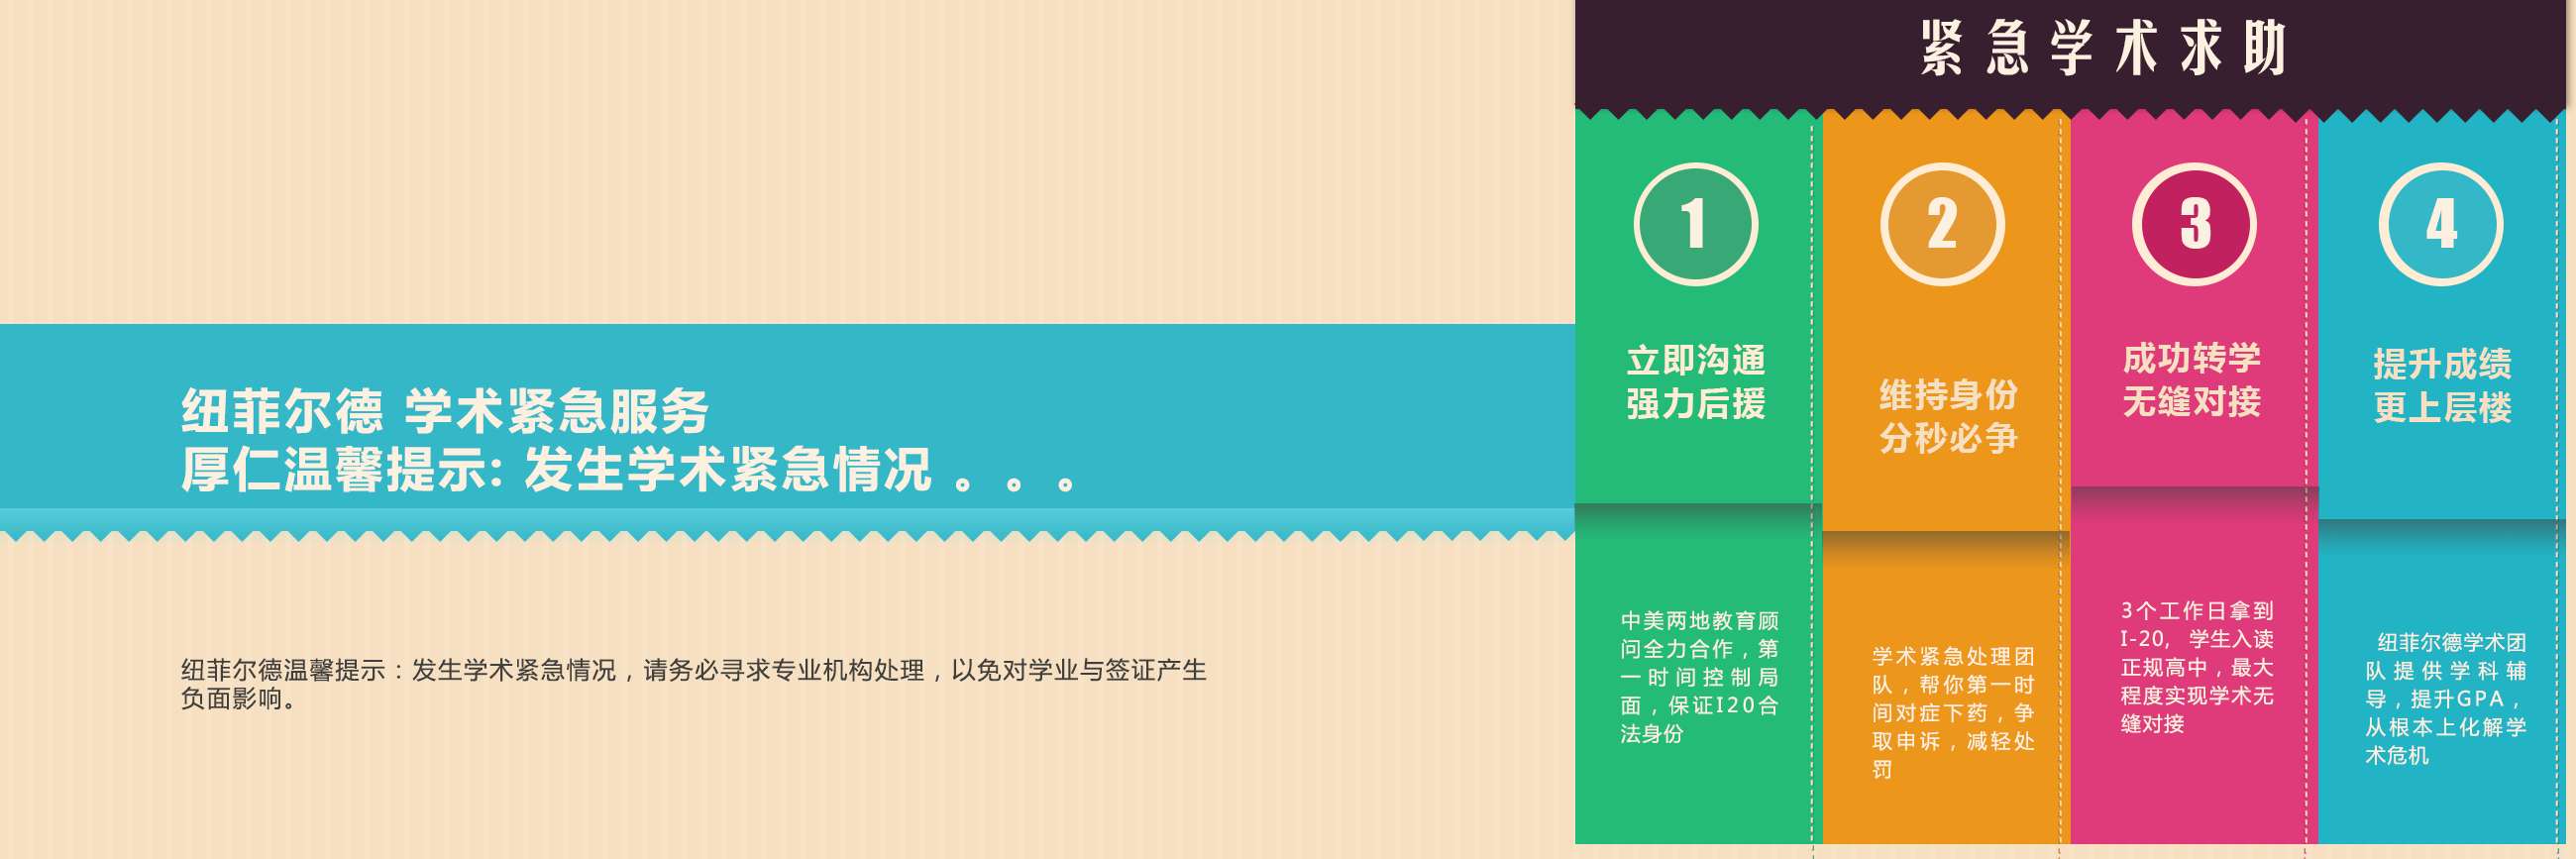 纽菲尔德 学术紧急服务
厚仁温馨提示: 发生学术紧急情况 。。。
纽菲尔德温馨提示：发生学术紧急情况，请务必寻求专业机构处理，以免对学业与签证产生
负面影响。
紧急学术求助
1
立即沟通
强力后援
中美两地教育顾
问全力合作，第
一时间控制局
面，保证I20合
法身份
2
维持身份
分秒必争
学术紧急处理团
队，帮你第一时
间对症下药，争
取申诉，减轻处
罚
3
成功转学
无缝对接
3个工作日拿到
I-20, 学生入读
正规高中，最大
程度实现学术无
缝对接
4
提升成绩
更上层楼
纽菲尔德学术团
队提供学科辅
导，提升GPA，
从根本上化解学
术危机